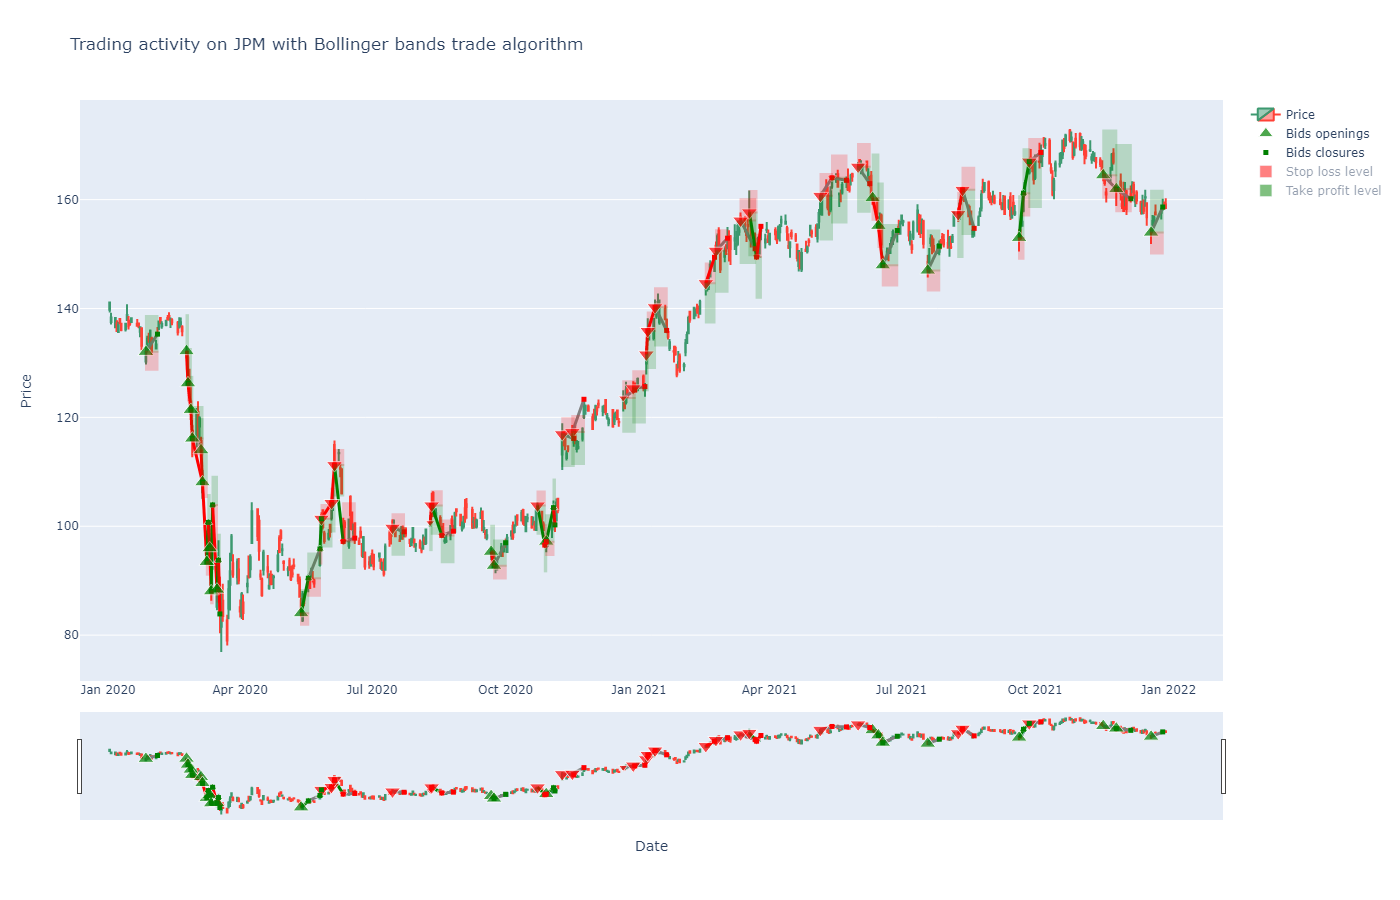 Trading activity on JPM with Bollinger bands trade algorithm
Price
Bids openings
Bids closures
Stop loss level
Take profit level
160
140
120
100
80
Price
Jan 2020
Apr 2020
Jul 2020
Oct 2020
Jan 2021
Apr 2021
Jul 2021
Oct 2021
Jan 2022
Date